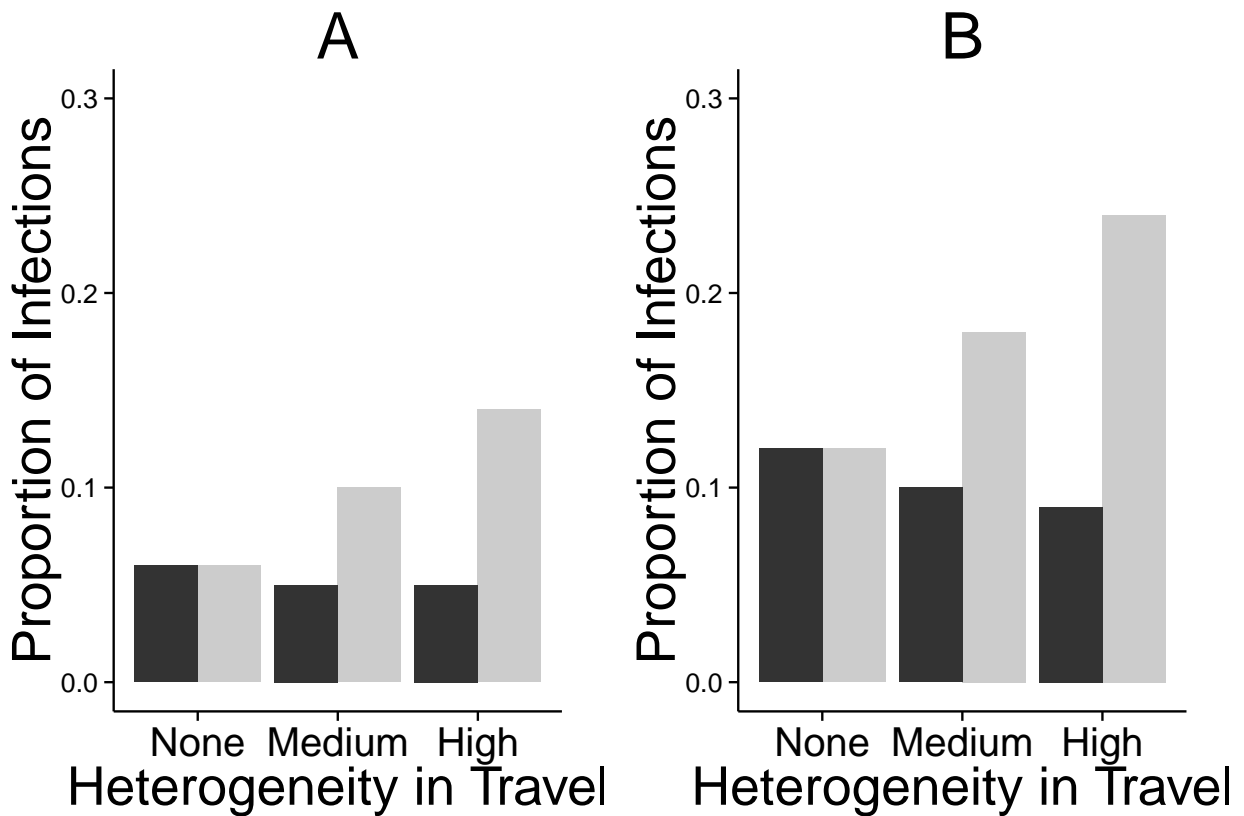 A
Proportion of Infections
0.3
0.2
0.1
0.0
None Medium High
Heterogeneity in Travel
B
Proportion of Infections
0.3
0.2
0.1
0.0
None Medium High
Heterogeneity in Travel